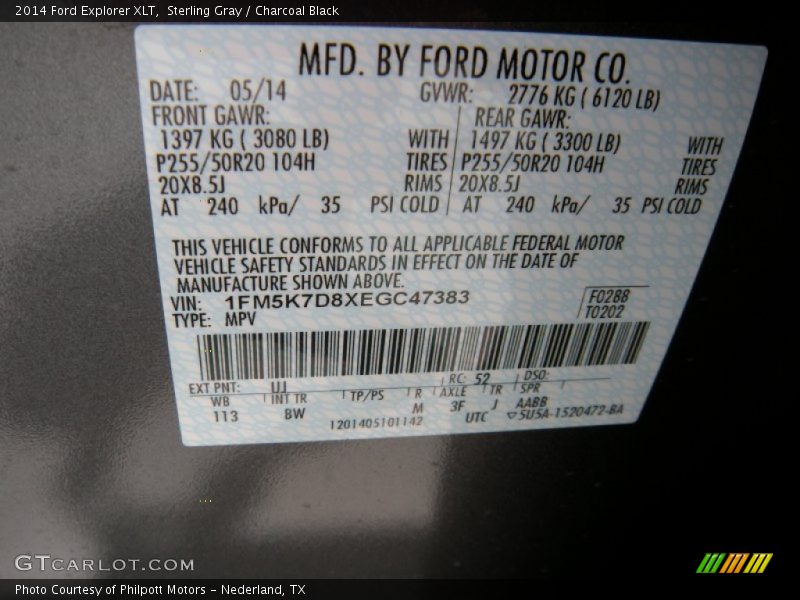 2014 Ford Explorer XLT,  Sterling Gray / Charcoal Black
MFD. BY FORD MOTOR CO.
DATE: 05/14 GVWR: 2776 KG ( 6120 LB)
FRONT GAWR: REAR GAWR:
1397 KG ( 3080 LB) WITH 1497 KG ( 3300 LB) WITH
P255/50R20 104H TIRES P255/50R20 104H TIRES
20X8.5J RIMS 20X8.5J RIMS
AT 240 kPa/ 35 PSI COLD AT 240 kPa/ 35 PSI COLD
THIS VEHICLE CONFORMS TO ALL APPLICABLE FEDERAL MOTOR
VEHICLE SAFETY STANDARDS IN EFFECT ON THE DATE OF
MANUFACTURE SHOWN ABOVE.
VIN: 1FM5K7D8XEGC47383 F0288
TYPE: MPV T0202
EXT PNT: UJ RC: 52 DSO:
WB INT TR TP/PS R AXLE TR SPR
113 BW M 3F J AABB
1201405101142 UTC ▽5U5A-1520472-BA
GTCARLOT.COM
Photo Courtesy of Philpott Motors - Nederland, TX